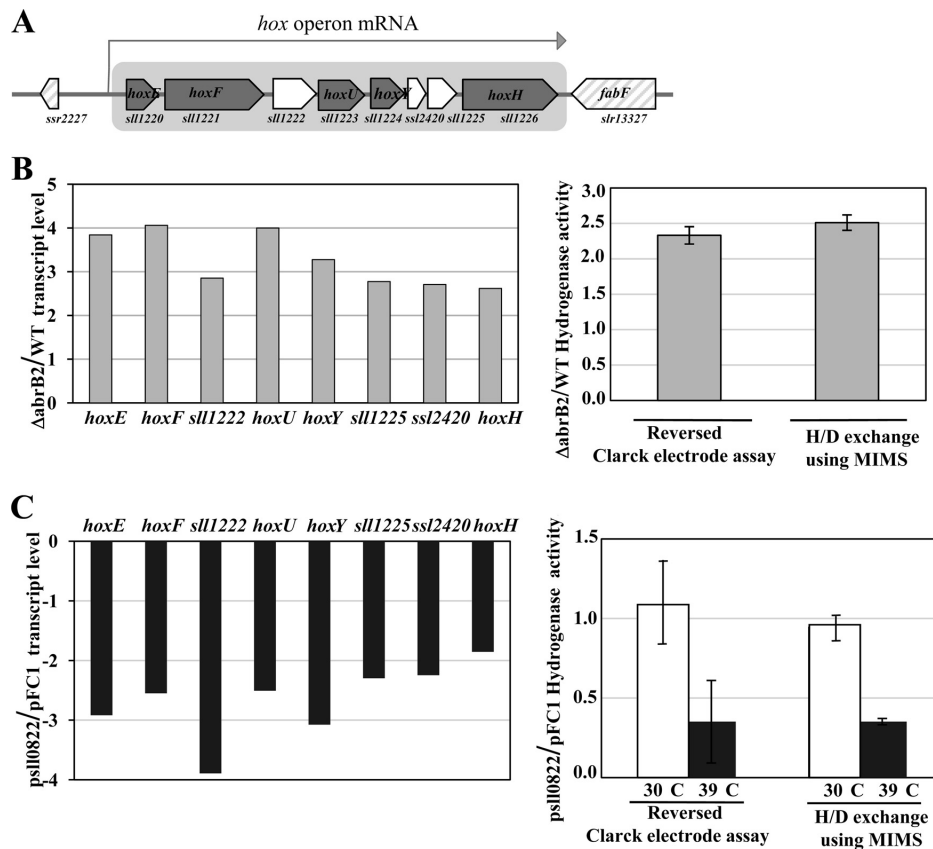 A
hox operon mRNA
hoxE hoxF hoxU hoxY hoxH fabF
ssr2227 sll1220 sll1221 sll1222 sll1223 sll1224 ssl2420 sll1225 sll1226 slr13327
B
ΔabrB2/WT transcript level
5
4
3
2
1
0
hoxE hoxF sll1222 hoxU hoxY sll1225 ssl2420 hoxH
ΔabrB2/WT Hydrogenase activity
3.0
2.5
2.0
1.5
1.0
0.5
0.0
Reversed
Clarck electrode assay
H/D exchange
using MIMS
C
hoxE hoxF sll1222 hoxU hoxY sll1225 ssl2420 hoxH
psll0822/pFC1 transcript level
0
-1
-2
-3
-4
psll0822/pFC1 Hydrogenase activity
1.5
1.0
0.5
0.0
30 C 39 C 30 C 39 C
Reversed
Clarck electrode assay
H/D exchange
using MIMS